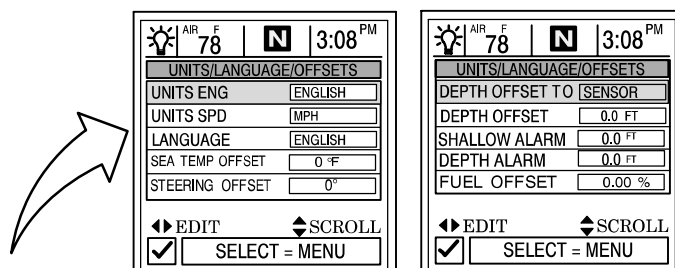 AIR F 78 N 3:08 PM
UNITS/LANGUAGE/OFFSETS
UNITS ENG ENGLISH
UNITS SPD MPH
LANGUAGE ENGLISH
SEA TEMP OFFSET 0 °F
STEERING OFFSET 0°
EDIT SCROLL
SELECT = MENU
AIR F 78 N 3:08 PM
UNITS/LANGUAGE/OFFSETS
DEPTH OFFSET TO SENSOR
DEPTH OFFSET 0.0 FT
SHALLOW ALARM 0.0 FT
DEPTH ALARM 0.0 FT
FUEL OFFSET 0.00 %
EDIT SCROLL
SELECT = MENU